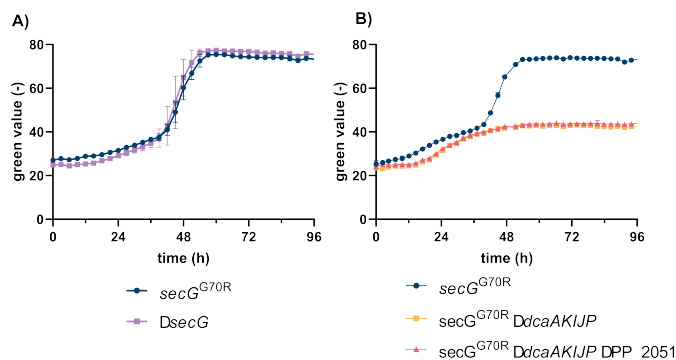 A)
B)
80
60
40
20
0
green value (-)
0 24 48 72 96
time (h)
80
60
40
20
0
green value (-)
0 24 48 72 96
time (h)
secG^G70R
DsecG
secG^G70R
secG^G70R DdcaAKIJP
secG^G70R DdcaAKIJP DPP_2051